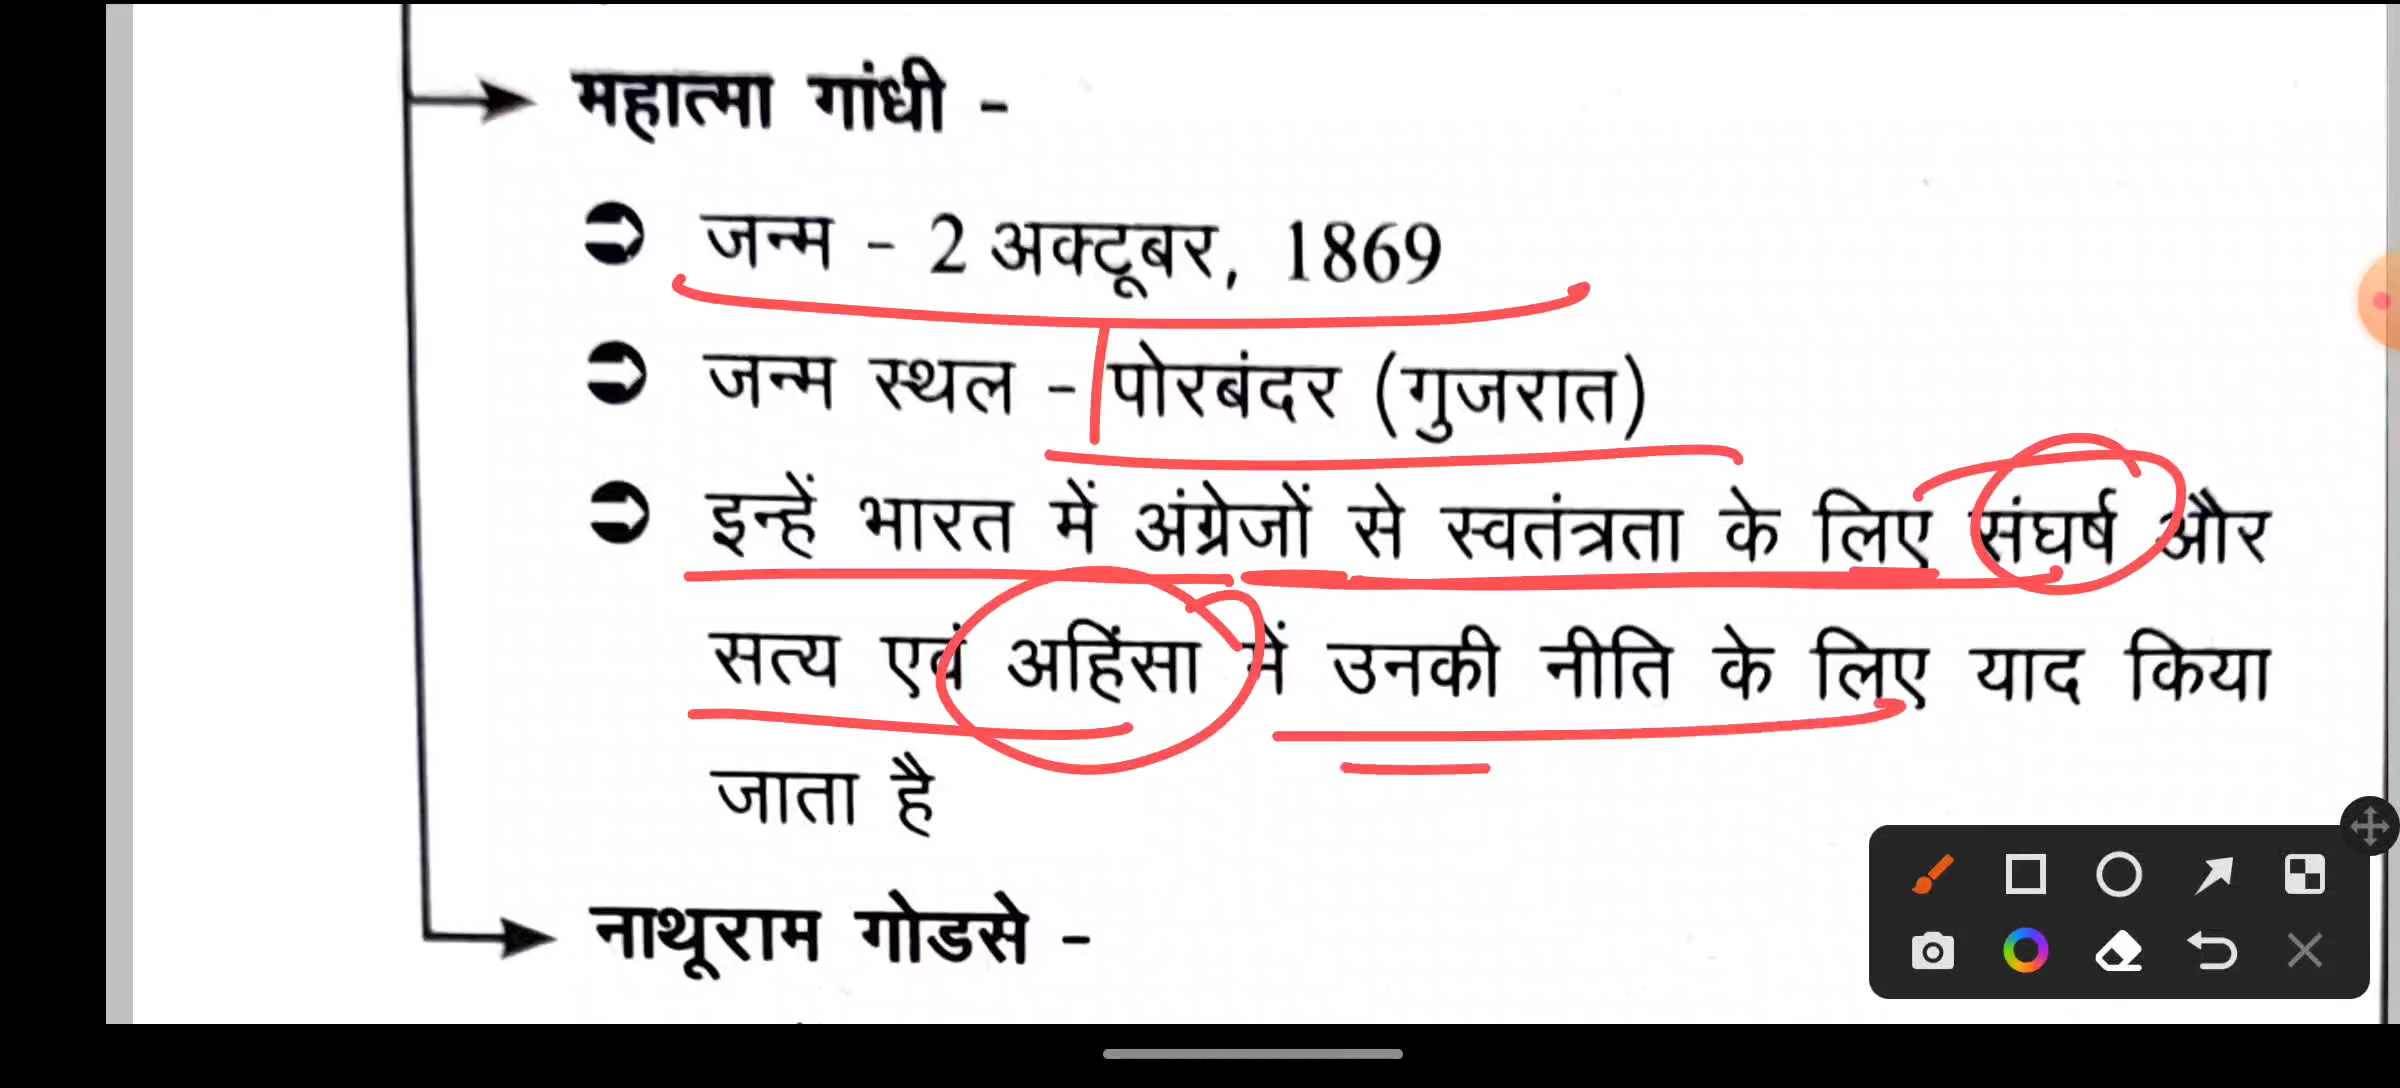 महात्मा गांधी -
जन्म - 2 अक्टूबर, 1869
जन्म स्थल - पोरबंदर (गुजरात)
इन्हें भारत में अंग्रेजों से स्वतंत्रता के लिए संघर्ष और
सत्य एवं अहिंसा में उनकी नीति के लिए याद किया
जाता है
नाथूराम गोडसे -